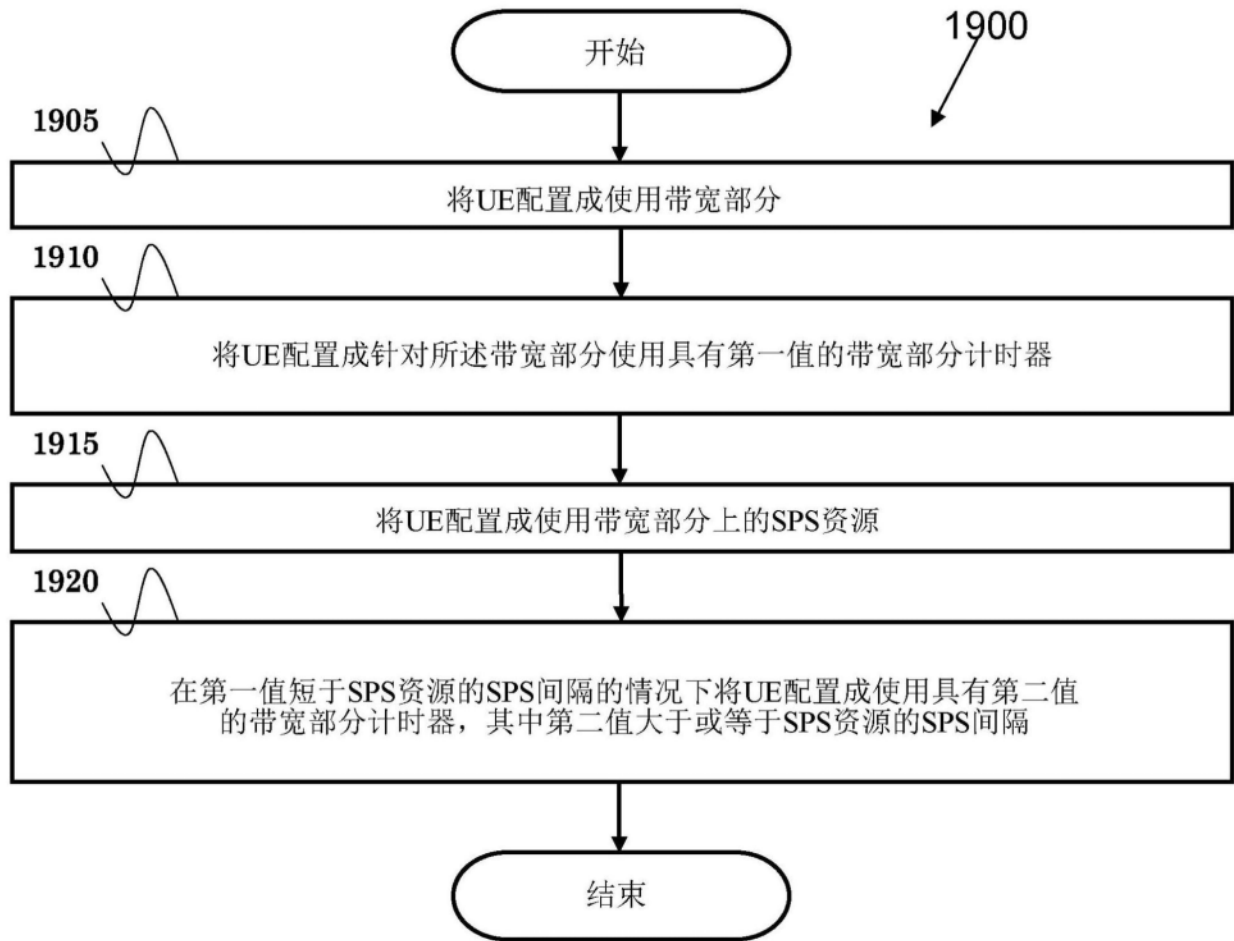 开始
1900
1905
将UE配置成使用带宽部分
1910
将UE配置成针对所述带宽部分使用具有第一值的带宽部分计时器
1915
将UE配置成使用带宽部分上的SPS资源
1920
在第一值短于SPS资源的SPS间隔的情况下将UE配置成使用具有第二值
的带宽部分计时器，其中第二值大于或等于SPS资源的SPS间隔
结束